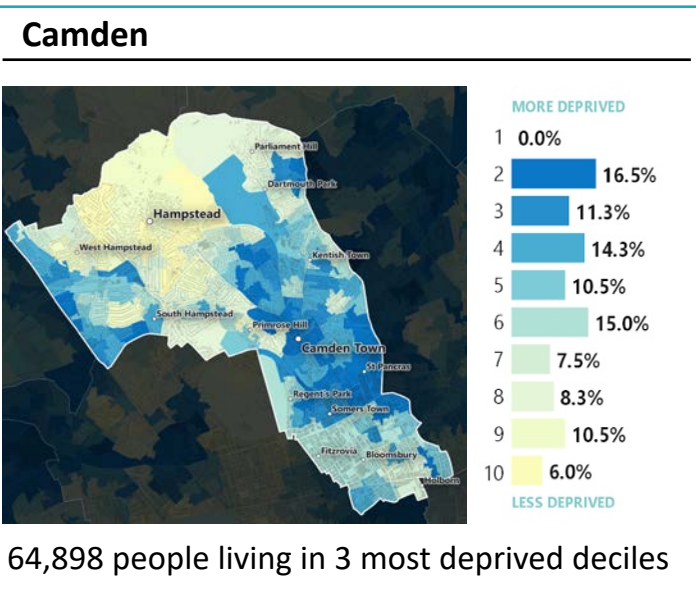 Camden
MORE DEPRIVED
1 0.0%
2 16.5%
3 11.3%
4 14.3%
5 10.5%
6 15.0%
7 7.5%
8 8.3%
9 10.5%
10 6.0%
LESS DEPRIVED
Parliament Hill
Dartmouth Park
Hampstead
West Hampstead
Kentish Town
South Hampstead
Primrose Hill
Camden Town
St Pancras
Regent's Park
Somers Town
Fitzrovia
Bloomsbury
Holborn
64,898 people living in 3 most deprived deciles